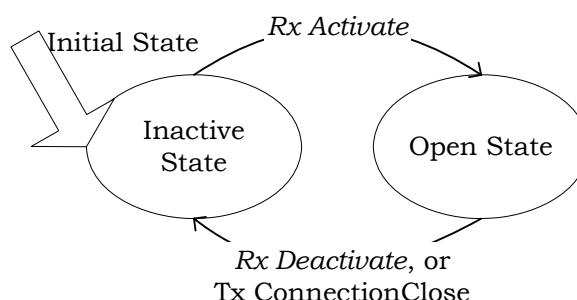 Rx Activate
Initial State
Inactive
State
Open State
Rx Deactivate, or
Tx ConnectionClose